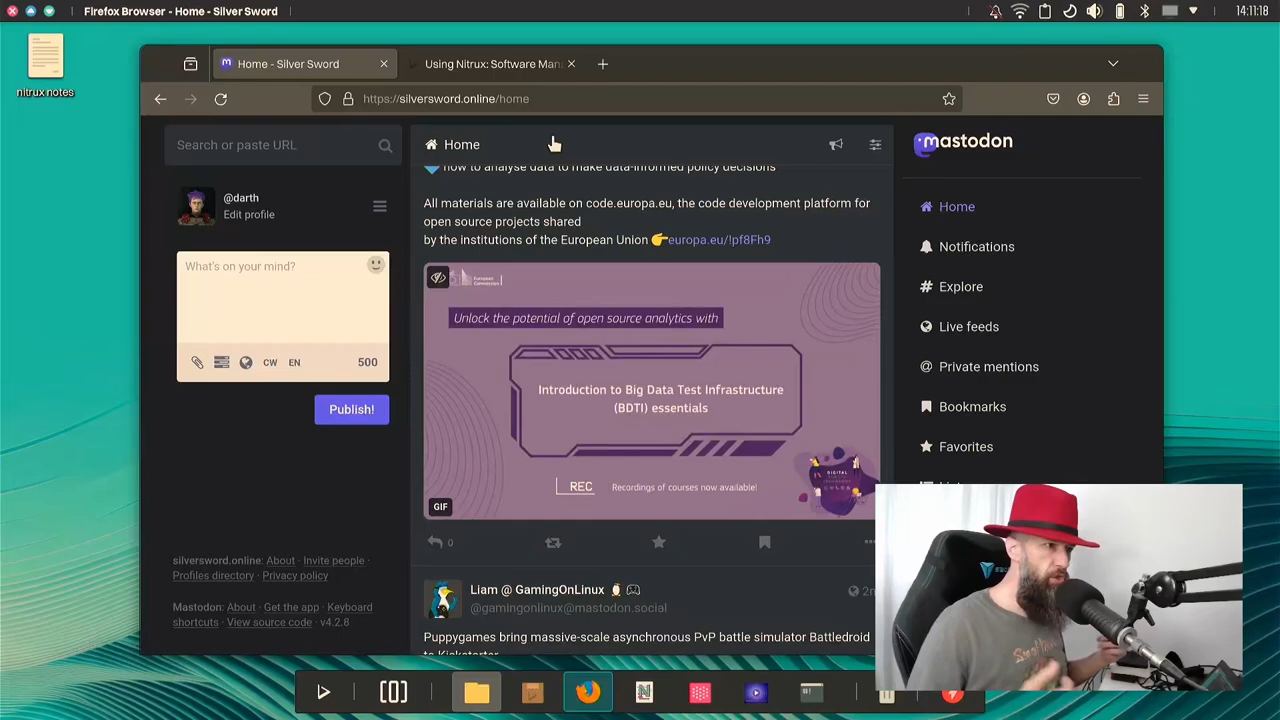 Firefox Browser - Home - Silver Sword
14:11:18
nitrux notes
Home - Silver Sword
Using Nitrux: Software Man
https://silversword.online/home
Search or paste URL
@darth
Edit profile
What's on your mind?
CW EN 500
Publish!
silversword.online: About · Invite people ·
Profiles directory · Privacy policy
Mastodon: About · Get the app · Keyboard
shortcuts · View source code · v4.2.8
Home
how to analyse data to make data-informed policy decisions
All materials are available on code.europa.eu, the code development platform for
open source projects shared
by the institutions of the European Union 👉europa.eu/!pf8Fh9
European
Commission
Unlock the potential of open source analytics with
Introduction to Big Data Test Infrastructure
(BDTI) essentials
REC Recordings of courses now available!
DIGITAL
GIF
0
Liam @ GamingOnLinux 🐧 🎮
@gamingonlinux@mastodon.social
Puppygames bring massive-scale asynchronous PvP battle simulator Battledroid
to Kickstarter
mastodon
Home
Notifications
# Explore
Live feeds
@ Private mentions
Bookmarks
Favorites